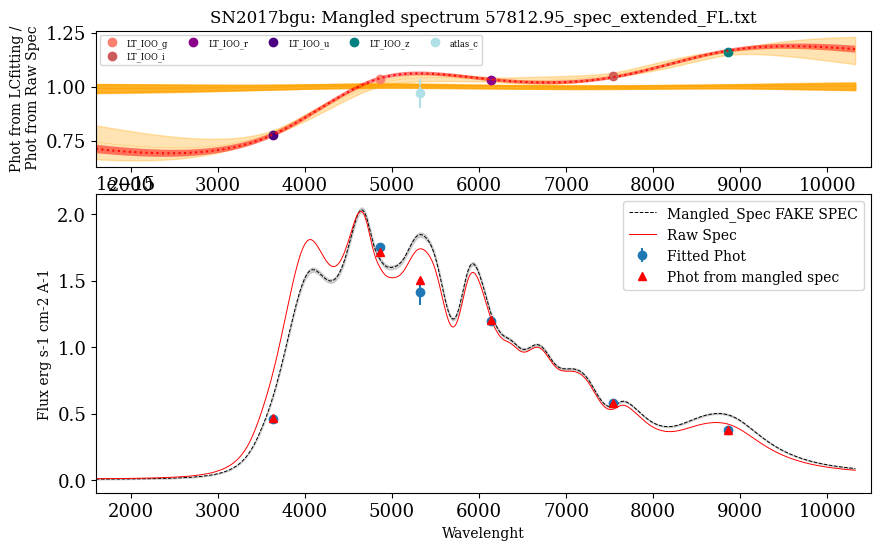 SN2017bgu: Mangled spectrum 57812.95_spec_extended_FL.txt
Phot from LCfitting /
Phot from Raw Spec
1.25
1.00
0.75
LT_IOO_g
LT_IOO_r
LT_IOO_u
LT_IOO_z
atlas_c
LT_IOO_i
2000
3000
4000
5000
6000
7000
8000
9000
10000
1e−15
Flux erg s-1 cm-2 A-1
2.0
1.5
1.0
0.5
0.0
Mangled_Spec FAKE SPEC
Raw Spec
Fitted Phot
Phot from mangled spec
2000
3000
4000
5000
6000
7000
8000
9000
10000
Wavelenght